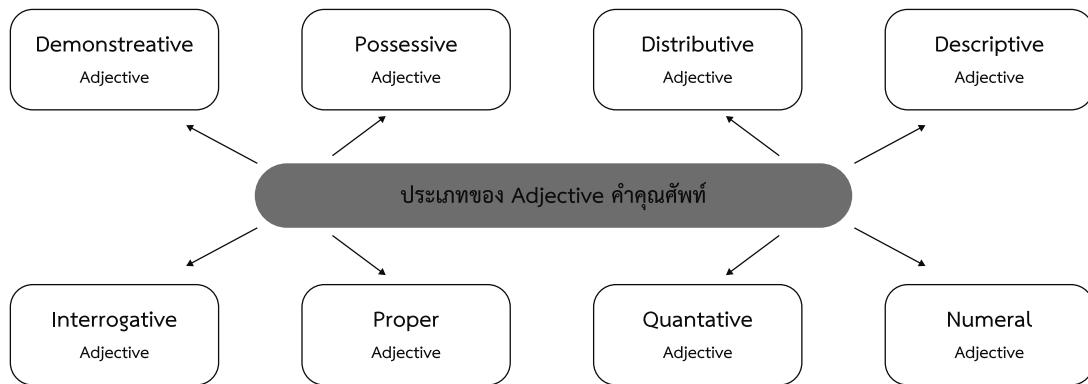 Demonstreative
Adjective
Possessive
Adjective
Distributive
Adjective
Descriptive
Adjective
ประเภทของ Adjective คำคุณศัพท์
Interrogative
Adjective
Proper
Adjective
Quantative
Adjective
Numeral
Adjective